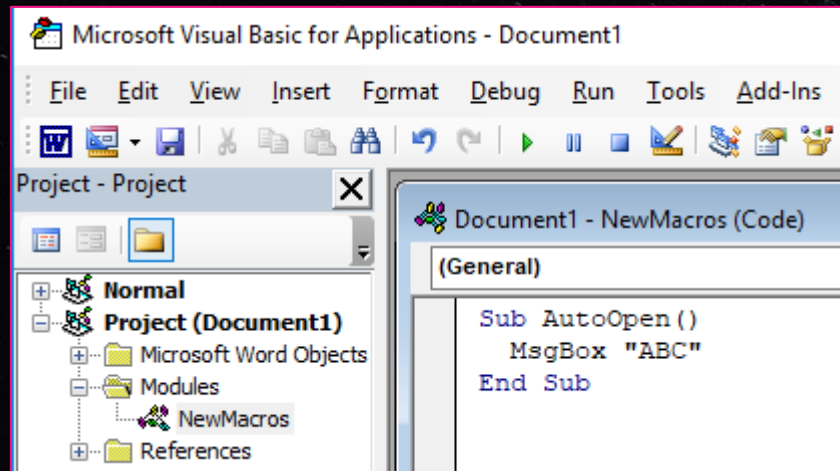 Microsoft Visual Basic for Applications - Document1
File Edit View Insert Format Debug Run Tools Add-Ins
Project - Project
Document1 - NewMacros (Code)
(General)
Normal
Project (Document1)
Microsoft Word Objects
Modules
NewMacros
References
Sub AutoOpen()
MsgBox "ABC"
End Sub